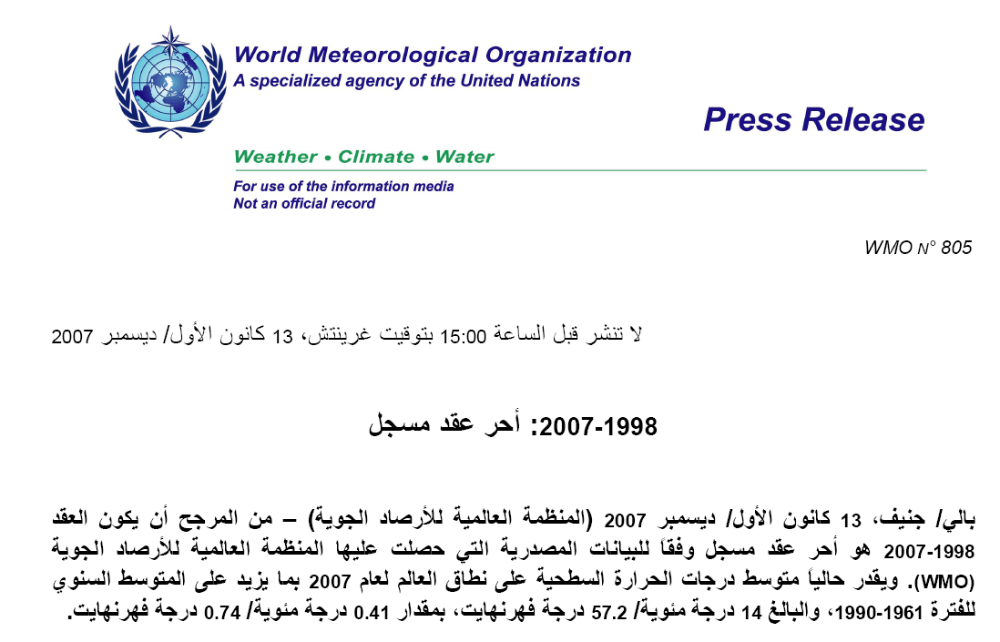 World Meteorological Organization
A specialized agency of the United Nations
Press Release
Weather • Climate • Water
For use of the information media
Not an official record
WMO N° 805
لا تنشر قبل الساعة 15:00 بتوقيت غرينتش، 13 كانون الأول/ ديسمبر 2007
2007-1998: أحر عقد مسجل
بالي/ جنيف، 13 كانون الأول/ ديسمبر 2007 (المنظمة العالمية للأرصاد الجوية) – من المرجح أن يكون العقد
2007-1998 هو أحر عقد مسجل وفقاً للبيانات المصدرية التي حصلت عليها المنظمة العالمية للأرصاد الجوية
(WMO). ويقدر حالياً متوسط درجات الحرارة السطحية على نطاق العالم لعام 2007 بما يزيد على المتوسط السنوي
للفترة 1961-1990، والبالغ 14 درجة مئوية/ 57.2 درجة فهرنهايت، بمقدار 0.41 درجة مئوية/ 0.74 درجة فهرنهايت.